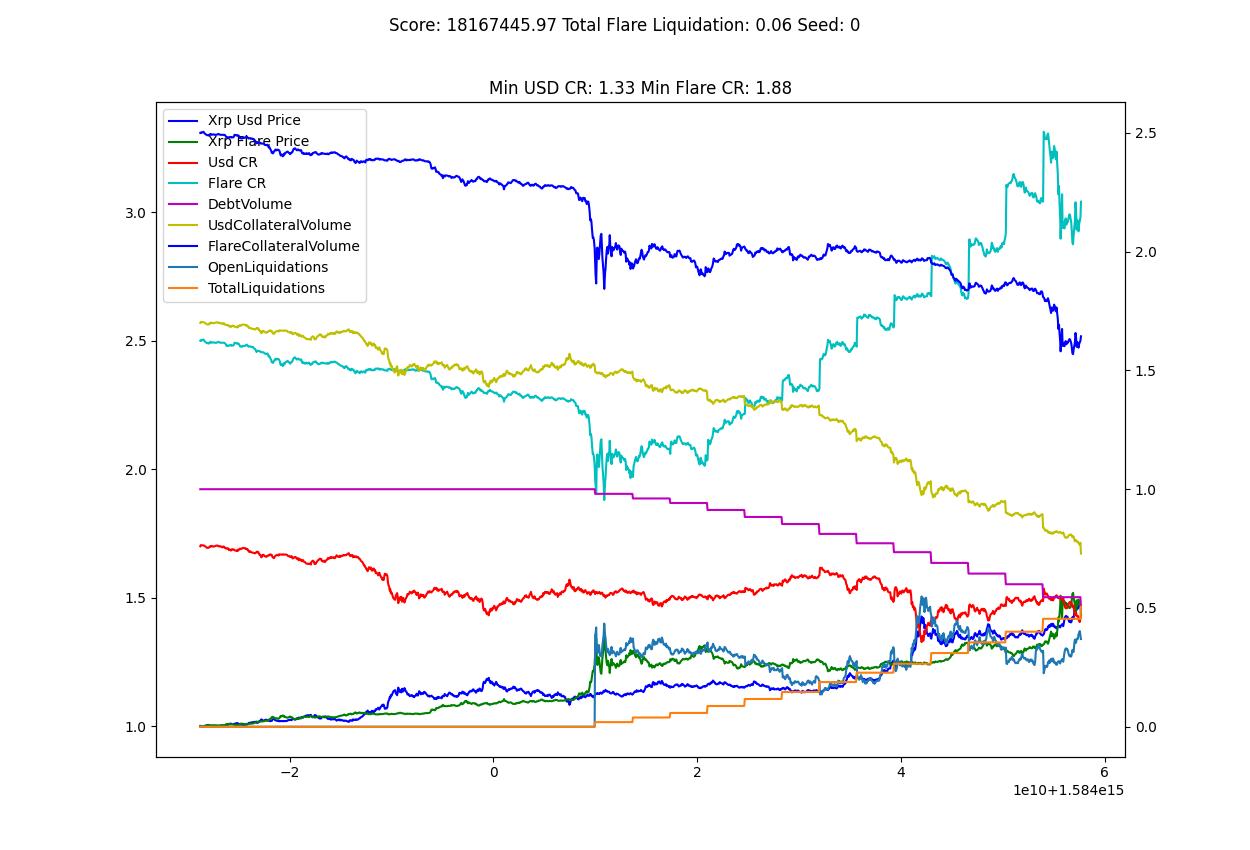 Score: 18167445.97 Total Flare Liquidation: 0.06 Seed: 0
Min USD CR: 1.33 Min Flare CR: 1.88
Xrp Usd Price
Xrp Flare Price
Usd CR
Flare CR
DebtVolume
UsdCollateralVolume
FlareCollateralVolume
OpenLiquidations
TotalLiquidations
3.0
2.5
2.0
1.5
1.0
2.5
2.0
1.5
1.0
0.5
0.0
−2
0
2
4
6
1e10+1.584e15